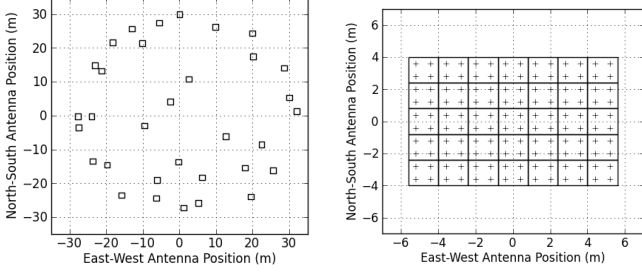 North-South Antenna Position (m)
30
20
10
0
−10
−20
−30
−30 −20 −10 0 10 20 30
East-West Antenna Position (m)
North-South Antenna Position (m)
6
4
2
0
−2
−4
−6
−6 −4 −2 0 2 4 6
East-West Antenna Position (m)